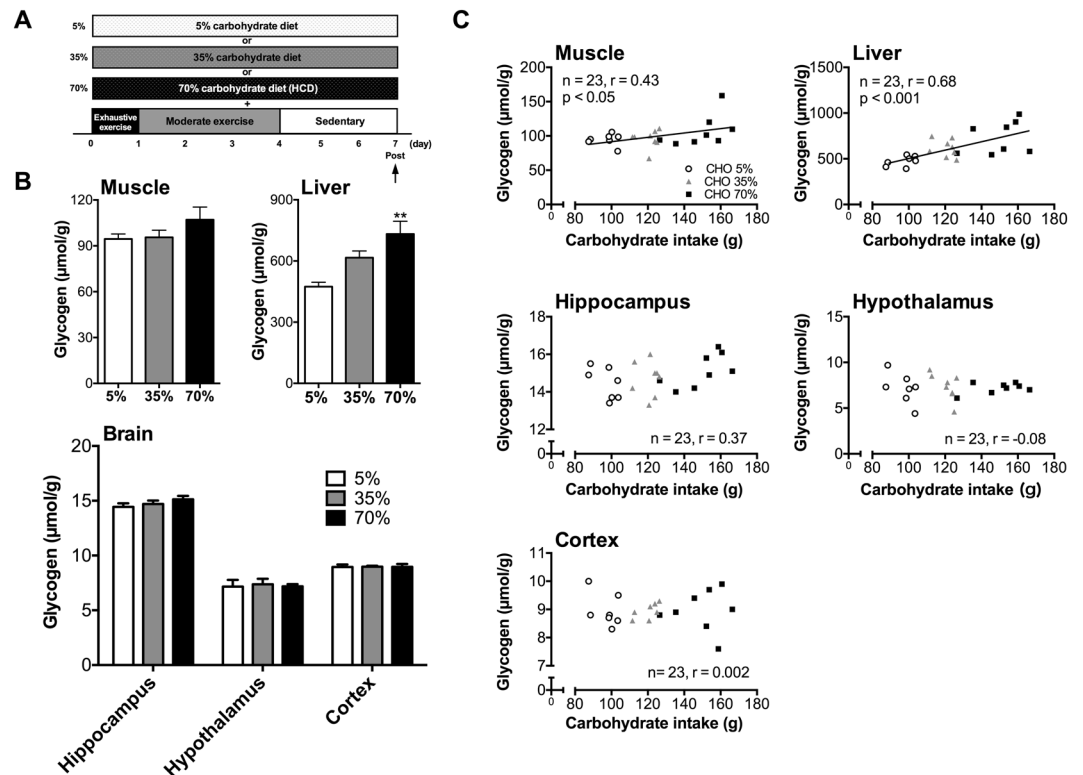 A
5%
5% carbohydrate diet
or
35%
35% carbohydrate diet
or
70%
70% carbohydrate diet (HCD)
+
Exhaustive exercise
Moderate exercise
Sedentary
0 1 2 3 4 5 6 7 (day)
Post
B
Muscle
Glycogen (µmol/g)
120
90
60
30
0
5% 35% 70%
Liver
Glycogen (µmol/g)
900
600
300
0
**
5% 35% 70%
Brain
Glycogen (µmol/g)
20
15
10
5
0
5%
35%
70%
Hippocampus
Hypothalamus
Cortex
C
Muscle
n = 23, r = 0.43
p < 0.05
Glycogen (µmol/g)
200
150
100
50
0
CHO 5%
CHO 35%
CHO 70%
0 80 100 120 140 160 180
Carbohydrate intake (g)
Liver
n = 23, r = 0.68
p < 0.001
Glycogen (µmol/g)
1500
1000
500
0
0 80 100 120 140 160 180
Carbohydrate intake (g)
Hippocampus
Glycogen (µmol/g)
18
16
14
12
0
n = 23, r = 0.37
0 80 100 120 140 160 180
Carbohydrate intake (g)
Hypothalamus
Glycogen (µmol/g)
15
10
5
0
n = 23, r = -0.08
0 80 100 120 140 160 180
Carbohydrate intake (g)
Cortex
Glycogen (µmol/g)
11
10
9
8
7
0
n= 23, r = 0.002
0 80 100 120 140 160 180
Carbohydrate intake (g)